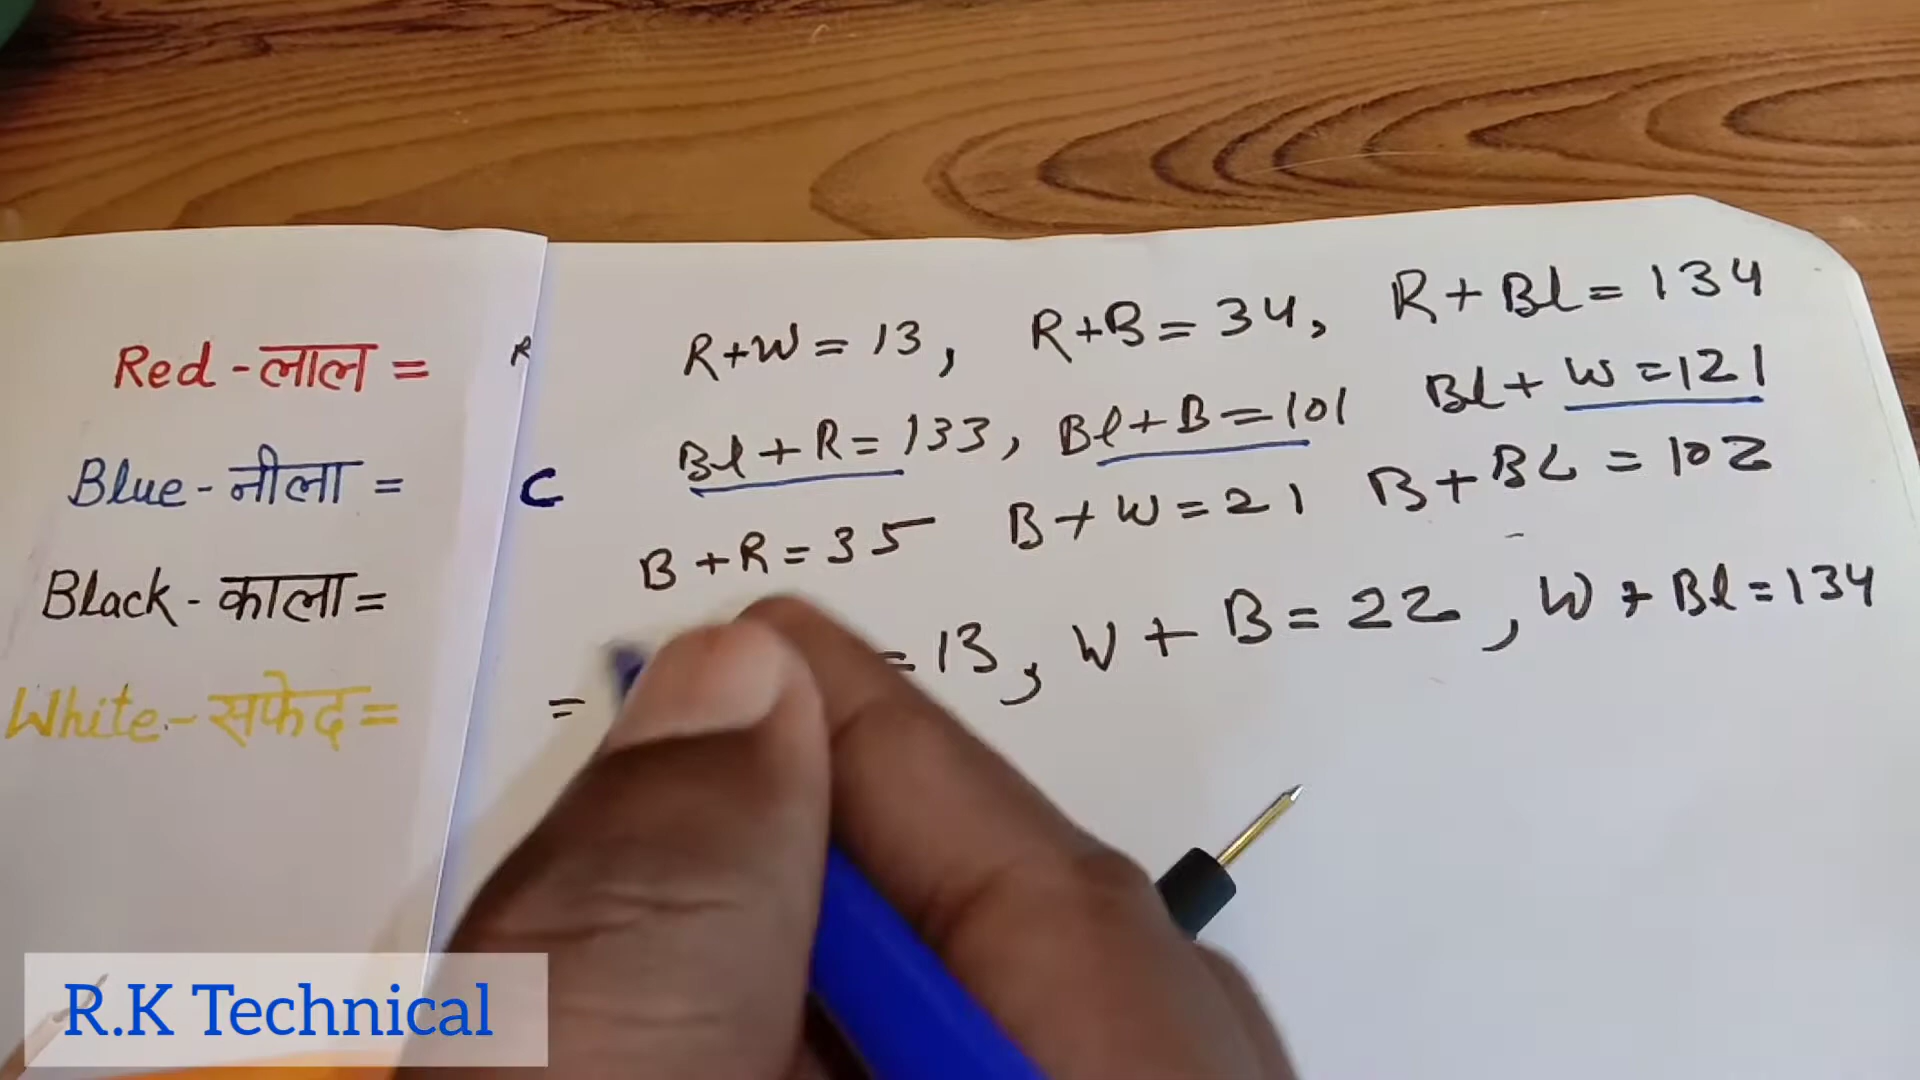 R+W = 13, R+B = 34, R+Bl = 134
Red - लाल = R
Bl+R = 133, Bl+B = 101 Bl+W = 121
Blue - नीला = C
B+R = 35 B+W = 21 B+BL = 102
Black - काला =
= = 13, W+B = 22, W+Bl = 134
White - सफेद =
R.K Technical